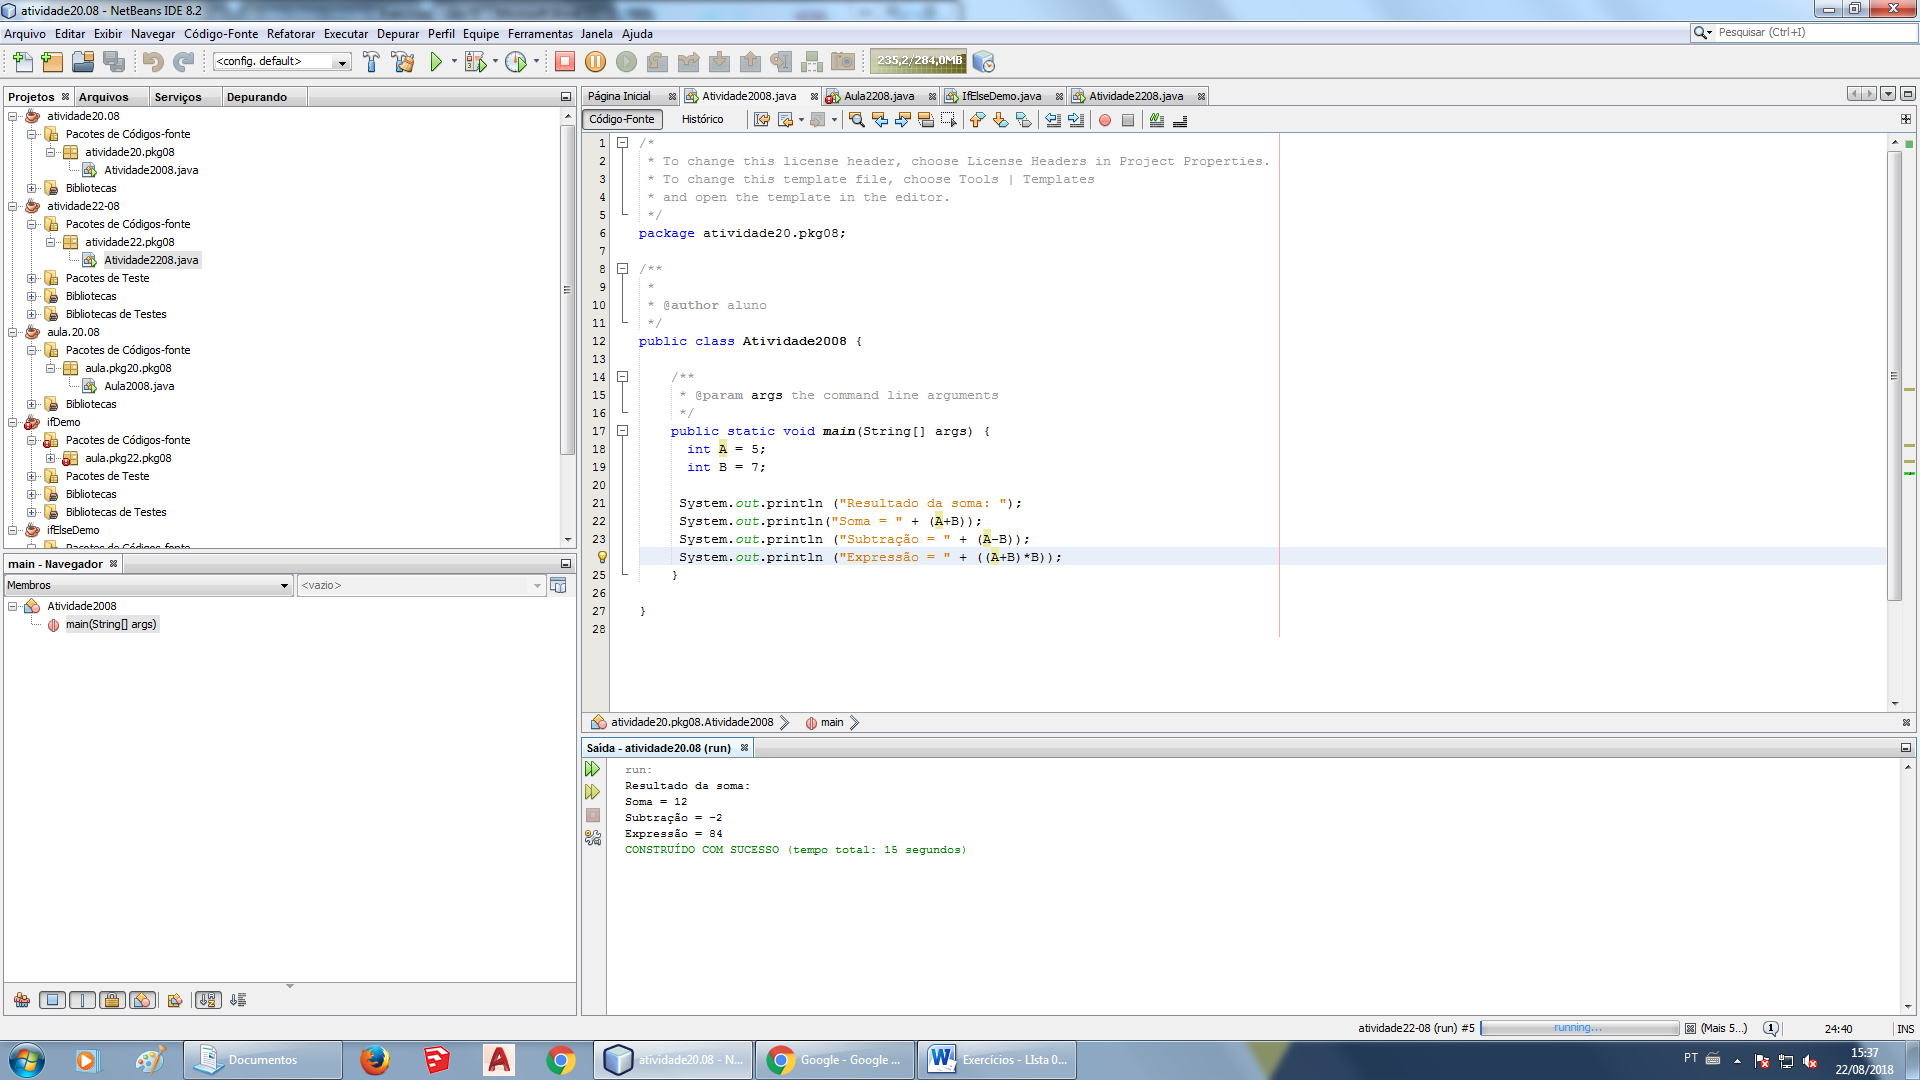 atividade20.08 - NetBeans IDE 8.2
Arquivo Editar Exibir Navegar Código-Fonte Refatorar Executar Depurar Perfil Equipe Ferramentas Janela Ajuda
Pesquisar (Ctrl+I)
<config. default>
235,2/284,0MB
Projetos Arquivos Serviços Depurando
atividade20.08
Pacotes de Códigos-fonte
atividade20.pkg08
Atividade2008.java
Bibliotecas
atividade22-08
Pacotes de Códigos-fonte
atividade22.pkg08
Atividade2208.java
Pacotes de Teste
Bibliotecas
Bibliotecas de Testes
aula.20.08
Pacotes de Códigos-fonte
aula.pkg20.pkg08
Aula2008.java
Bibliotecas
ifDemo
Pacotes de Códigos-fonte
aula.pkg22.pkg08
Pacotes de Teste
Bibliotecas
Bibliotecas de Testes
ifElseDemo
Pacotes de Códigos-fonte
main - Navegador
Membros
<vazio>
Atividade2008
main(String[] args)
Página Inicial Atividade2008.java Aula2208.java IfElseDemo.java Atividade2208.java
Código-Fonte Histórico
1 /*
2 * To change this license header, choose License Headers in Project Properties.
3 * To change this template file, choose Tools | Templates
4 * and open the template in the editor.
5 */
6 package atividade20.pkg08;
7
8 /**
9 *
10 * @author aluno
11 */
12 public class Atividade2008 {
13
14 /**
15 * @param args the command line arguments
16 */
17 public static void main(String[] args) {
18 int A = 5;
19 int B = 7;
20
21 System.out.println ("Resultado da soma: ");
22 System.out.println("Soma = " + (A+B));
23 System.out.println ("Subtração = " + (A-B));
System.out.println ("Expressão = " + ((A+B)*B));
25 }
26
27 }
28
atividade20.pkg08.Atividade2008 main
Saída - atividade20.08 (run)
run:
Resultado da soma:
Soma = 12
Subtração = -2
Expressão = 84
CONSTRUÍDO COM SUCESSO (tempo total: 15 segundos)
atividade22-08 (run) #5 running... (Mais 5...) 1 24:40 INS
Documentos
atividade20.08 - N...
Google - Google ...
Exercícios - LIsta 0...
PT
15:37
22/08/2018